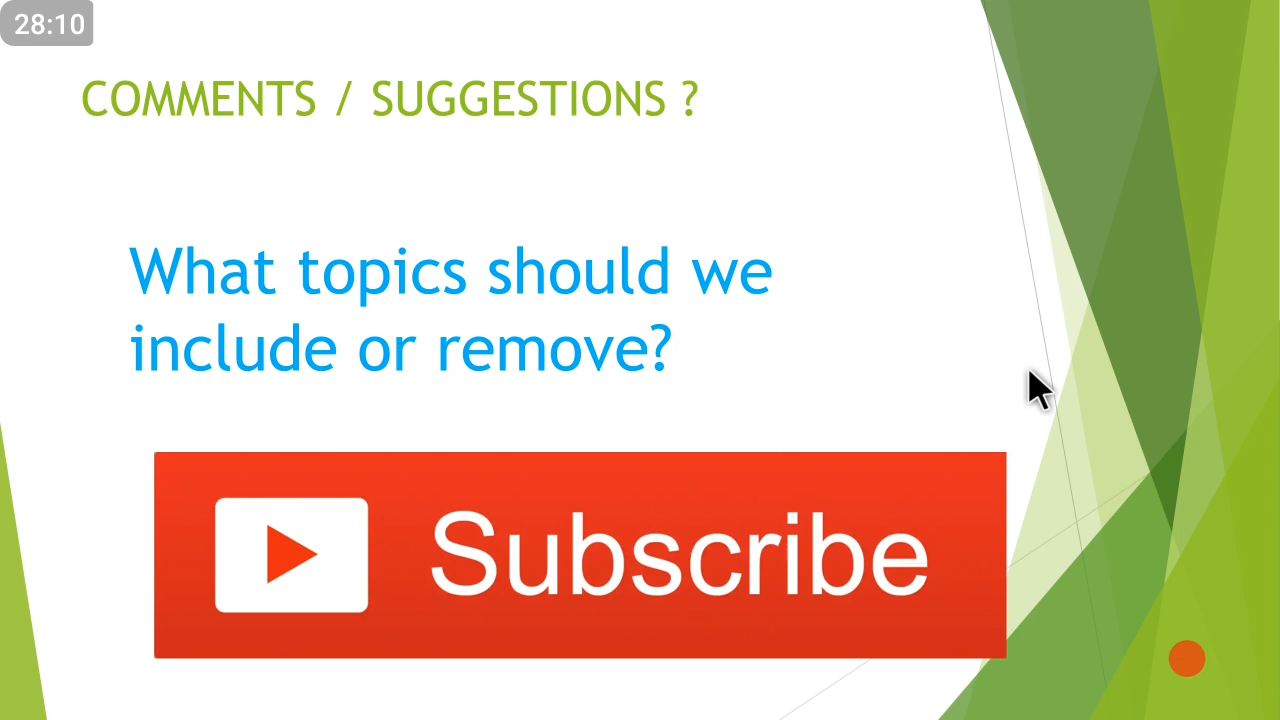 28:10
COMMENTS / SUGGESTIONS ?
What topics should we
include or remove?
Subscribe